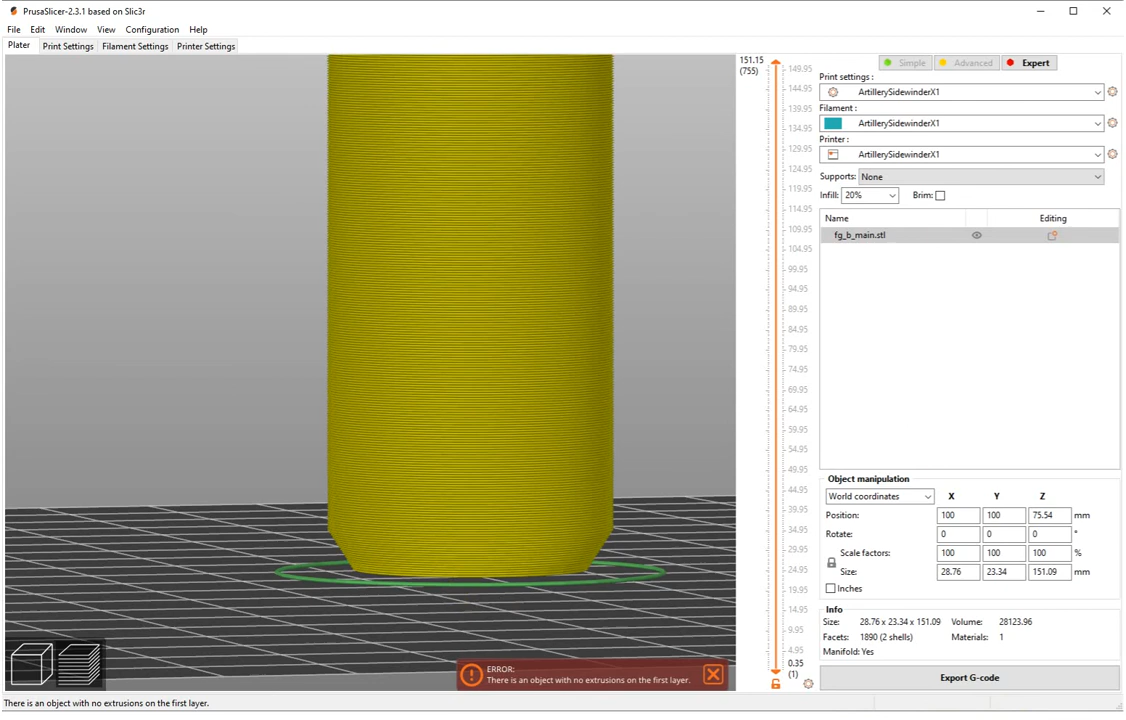 PrusaSlicer-2.3.1 based on Slic3r
File Edit Window View Configuration Help
Plater Print Settings Filament Settings Printer Settings
151.15
(755)
149.95
144.95
139.95
134.95
129.95
124.95
119.95
114.95
109.95
104.95
99.95
94.95
89.95
84.95
79.95
74.95
69.95
64.95
59.95
54.95
49.95
44.95
39.95
34.95
29.95
24.95
19.95
14.95
9.95
4.95
0.35
(1)
Simple Advanced Expert
Print settings :
ArtillerySidewinderX1
Filament :
ArtillerySidewinderX1
Printer :
ArtillerySidewinderX1
Supports: None
Infill: 20% Brim:
Name Editing
fg_b_main.stl
Object manipulation
World coordinates X Y Z
Position: 100 100 75.54 mm
Rotate: 0 0 0 °
Scale factors: 100 100 100 %
Size: 28.76 23.34 151.09 mm
Inches
Info
Size: 28.76 x 23.34 x 151.09 Volume: 28123.96
Facets: 1890 (2 shells) Materials: 1
Manifold: Yes
Export G-code
ERROR:
There is an object with no extrusions on the first layer.
There is an object with no extrusions on the first layer.